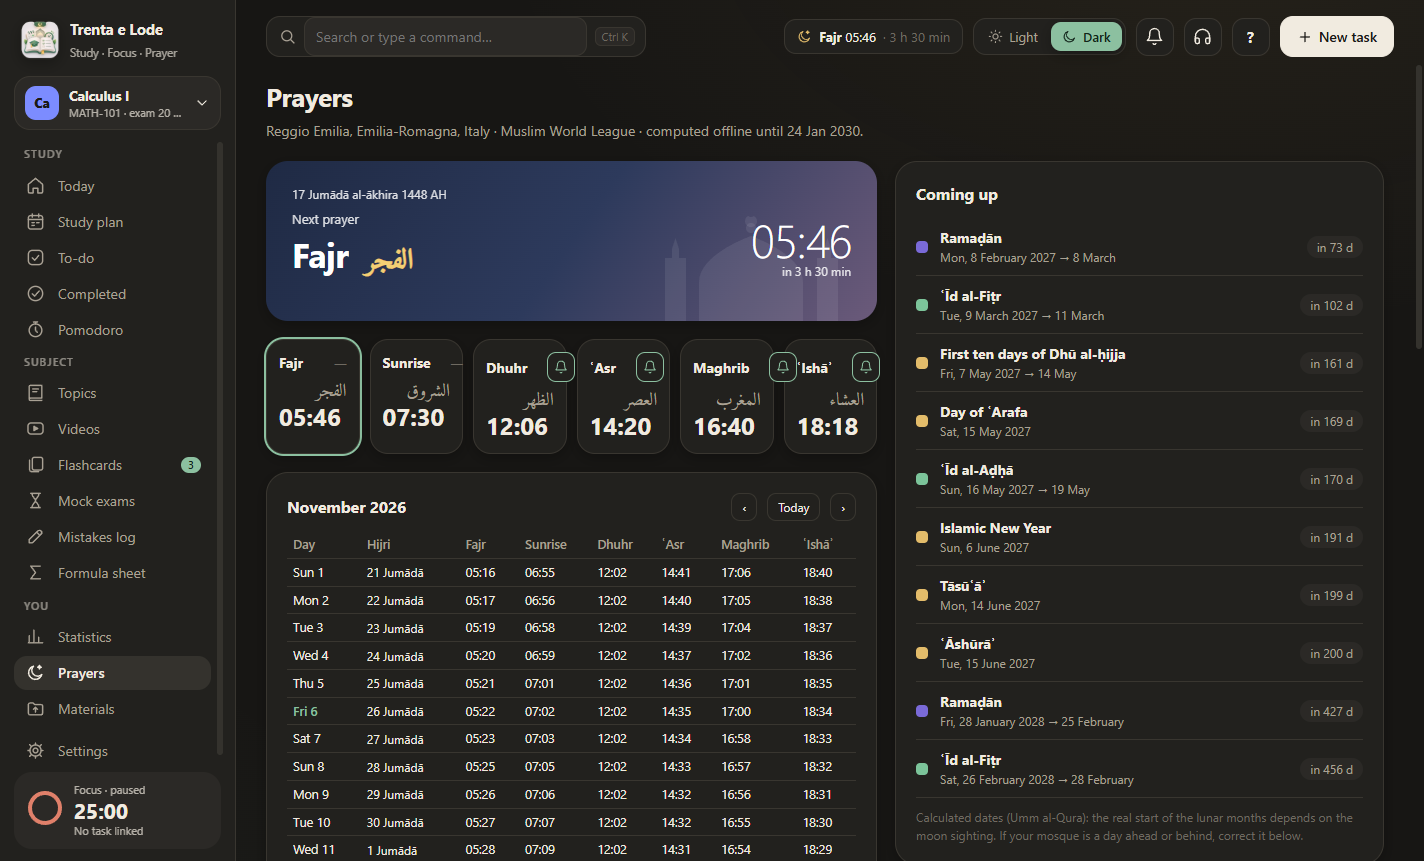 Trenta e Lode
Study · Focus · Prayer
Ca
Calculus I
MATH-101 · exam 20 ...
STUDY
Today
Study plan
To-do
Completed
Pomodoro
SUBJECT
Topics
Videos
Flashcards 3
Mock exams
Mistakes log
Formula sheet
YOU
Statistics
Prayers
Materials
Settings
Focus · paused
25:00
No task linked
Search or type a command... Ctrl K
Fajr 05:46 · 3 h 30 min
Light Dark
?
+ New task
Prayers
Reggio Emilia, Emilia-Romagna, Italy · Muslim World League · computed offline until 24 Jan 2030.
17 Jumādā al-ākhira 1448 AH
Next prayer
Fajr الفجر
05:46
in 3 h 30 min
Fajr —
الفجر
05:46
Sunrise —
الشروق
07:30
Dhuhr
الظهر
12:06
ʿAsr
العصر
14:20
Maghrib
المغرب
16:40
ʿIshāʾ
العشاء
18:18
November 2026 ‹ Today ›
Day Hijri Fajr Sunrise Dhuhr ʿAsr Maghrib ʿIshāʾ
Sun 1 21 Jumādā 05:16 06:55 12:02 14:41 17:06 18:40
Mon 2 22 Jumādā 05:17 06:56 12:02 14:40 17:05 18:38
Tue 3 23 Jumādā 05:19 06:58 12:02 14:39 17:04 18:37
Wed 4 24 Jumādā 05:20 06:59 12:02 14:37 17:02 18:36
Thu 5 25 Jumādā 05:21 07:01 12:02 14:36 17:01 18:35
Fri 6 26 Jumādā 05:22 07:02 12:02 14:35 17:00 18:34
Sat 7 27 Jumādā 05:23 07:03 12:02 14:34 16:58 18:33
Sun 8 28 Jumādā 05:25 07:05 12:02 14:33 16:57 18:32
Mon 9 29 Jumādā 05:26 07:06 12:02 14:32 16:56 18:31
Tue 10 30 Jumādā 05:27 07:07 12:02 14:32 16:55 18:30
Wed 11 1 Jumādā 05:28 07:09 12:02 14:31 16:54 18:29
Coming up
Ramaḍān
Mon, 8 February 2027 → 8 March
in 73 d
ʿĪd al-Fiṭr
Tue, 9 March 2027 → 11 March
in 102 d
First ten days of Dhū al-ḥijja
Fri, 7 May 2027 → 14 May
in 161 d
Day of ʿArafa
Sat, 15 May 2027
in 169 d
ʿĪd al-Aḍḥā
Sun, 16 May 2027 → 19 May
in 170 d
Islamic New Year
Sun, 6 June 2027
in 191 d
Tāsūʿāʾ
Mon, 14 June 2027
in 199 d
ʿĀshūrāʾ
Tue, 15 June 2027
in 200 d
Ramaḍān
Fri, 28 January 2028 → 25 February
in 427 d
ʿĪd al-Fiṭr
Sat, 26 February 2028 → 28 February
in 456 d
Calculated dates (Umm al-Qura): the real start of the lunar months depends on the
moon sighting. If your mosque is a day ahead or behind, correct it below.